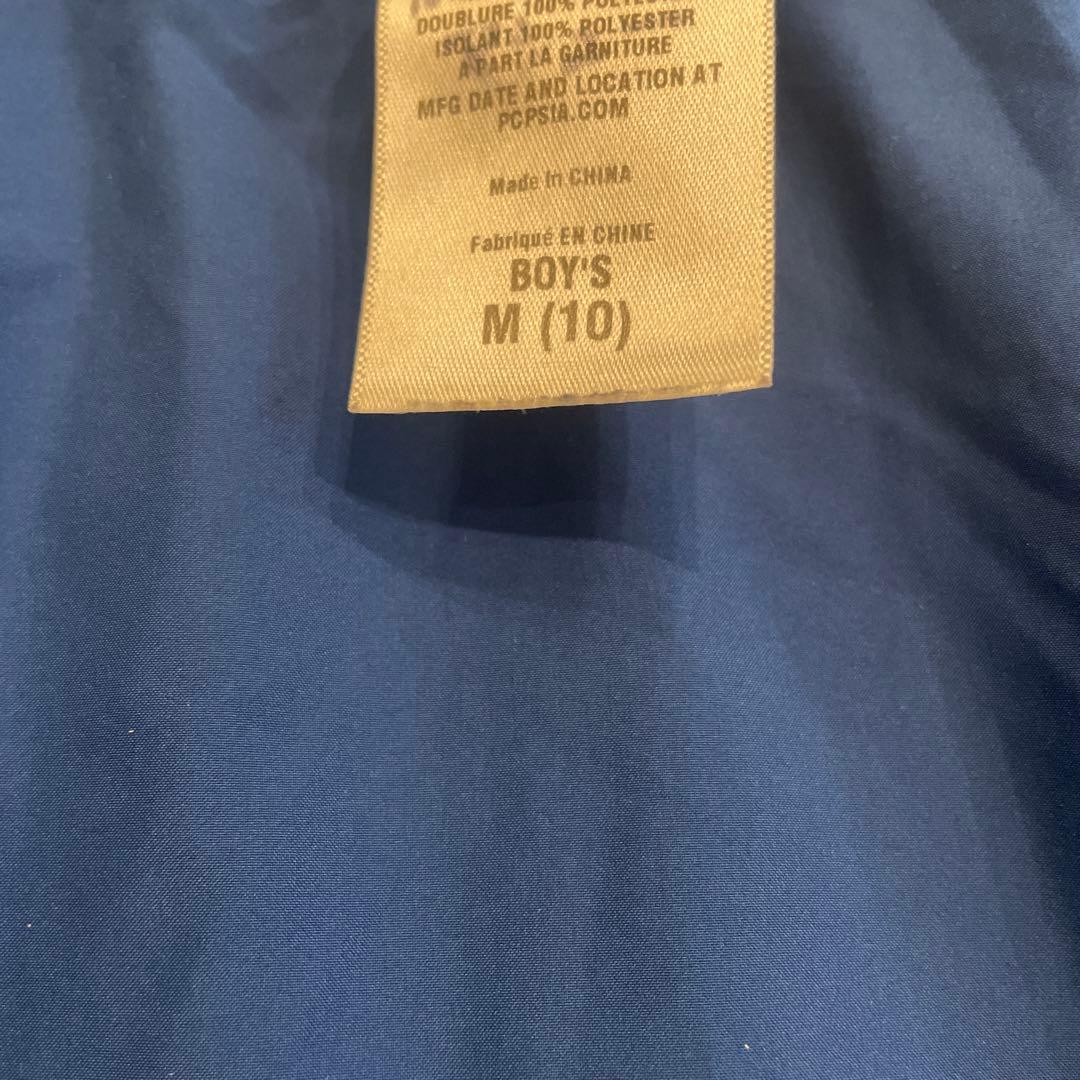 DOUBLURE 100%
ISOLANT 100% POLYESTER
A PART LA GARNITURE
MFG DATE AND LOCATION AT
PCPSIA.COM
Made In CHINA
Fabriqué EN CHINE
BOY'S
M (10)